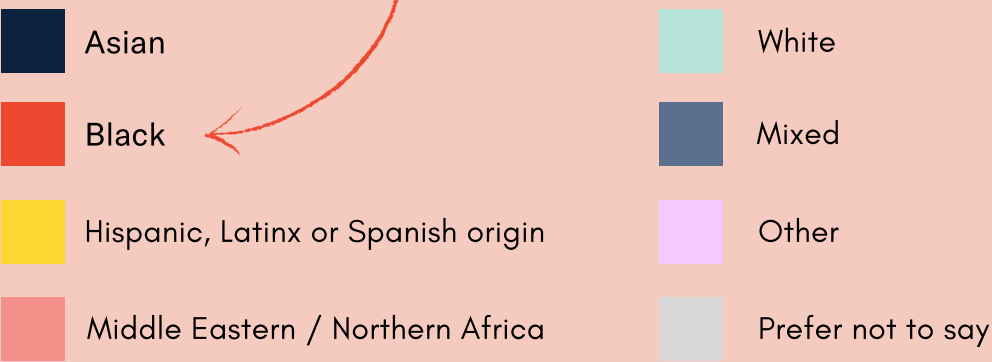 Asian
Black
Hispanic, Latinx or Spanish origin
Middle Eastern / Northern Africa
White
Mixed
Other
Prefer not to say